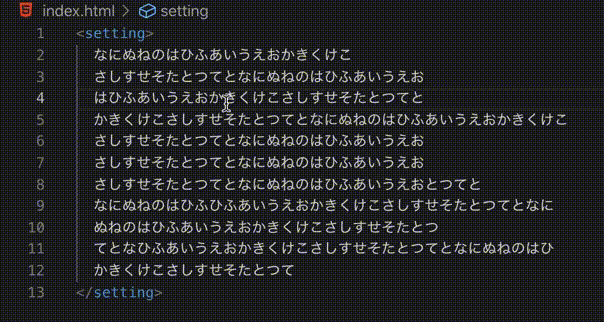 index.html > setting
1 <setting>
2 なにぬねのはひふあいうえおかきくけこ
3 さしすせそたとつてとなにぬねのはひふあいうえお
4 はひふあいうえおかきくけこさしすせそたとつてと
5 かきくけこさしすせそたとつてとなにぬねのはひふあいうえおかきくけこ
6 さしすせそたとつてとなにぬねのはひふあいうえお
7 さしすせそたとつてとなにぬねのはひふあいうえお
8 さしすせそたとつてとなにぬねのはひふあいうえおとつてと
9 なにぬねのはひふひふあいうえおかきくけこさしすせそたとつてとなに
10 ぬねのはひふあいうえおかきくけこさしすせそたとつ
11 てとなひふあいうえおかきくけこさしすせそたとつてとなにぬねのはひ
12 かきくけこさしすせそたとつて
13 </setting>